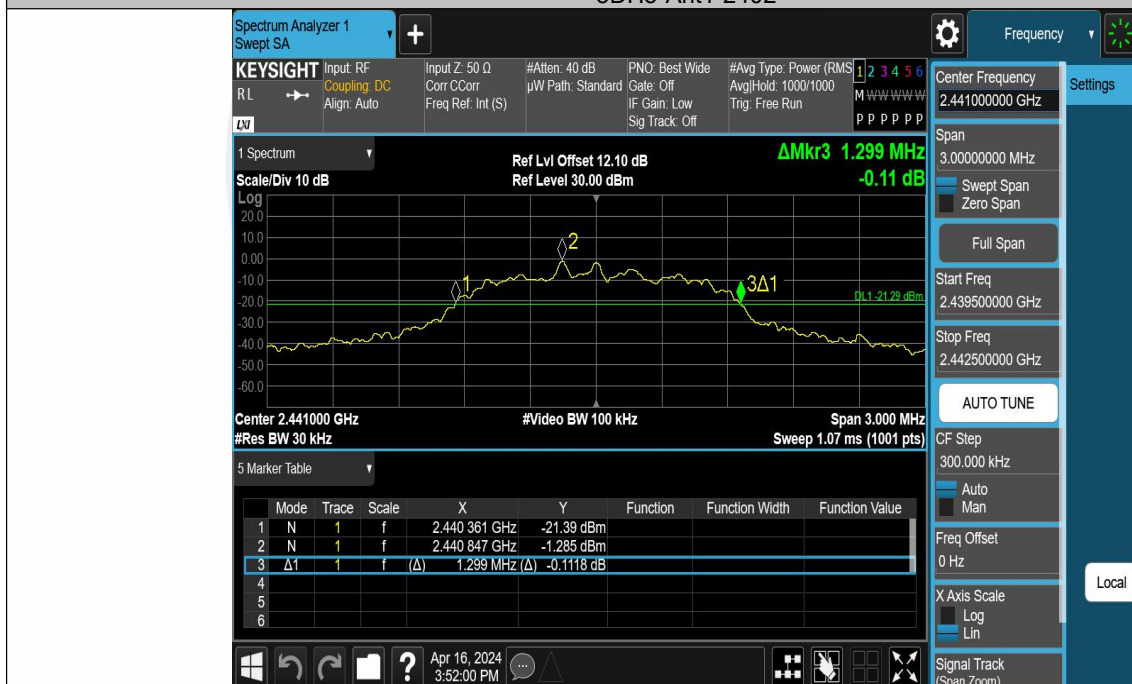 Spectrum Analyzer 1
Swept SA
+
Frequency
KEYSIGHT
Input: RF
Input Z: 50 Ω
#Atten: 40 dB
PNO: Best Wide
#Avg Type: Power (RMS
1 2 3 4 5 6
R L
Coupling: DC
Corr CCorr
µW Path: Standard
Gate: Off
Avg|Hold: 1000/1000
M W W W W W
Align: Auto
Freq Ref: Int (S)
IF Gain: Low
Trig: Free Run
LXI
Sig Track: Off
P P P P P P
1 Spectrum
Ref Lvl Offset 12.10 dB
ΔMkr3 1.299 MHz
Scale/Div 10 dB
Ref Level 30.00 dBm
-0.11 dB
Log
20.0
10.0
0.00
-10.0
-20.0
-30.0
-40.0
-50.0
-60.0
2
1
3Δ1
DL1 -21.29 dBm
Center 2.441000 GHz
#Video BW 100 kHz
Span 3.000 MHz
#Res BW 30 kHz
Sweep 1.07 ms (1001 pts)
5 Marker Table
Mode Trace Scale X Y Function Function Width Function Value
1 N 1 f 2.440 361 GHz -21.39 dBm
2 N 1 f 2.440 847 GHz -1.285 dBm
3 Δ1 1 f (Δ) 1.299 MHz (Δ) -0.1118 dB
4
5
6
?
Apr 16, 2024
3:52:00 PM
Center Frequency
2.441000000 GHz
Settings
Span
3.00000000 MHz
Swept Span
Zero Span
Full Span
Start Freq
2.439500000 GHz
Stop Freq
2.442500000 GHz
AUTO TUNE
CF Step
300.000 kHz
Auto
Man
Freq Offset
0 Hz
Local
X Axis Scale
Log
Lin
Signal Track
(Span Zoom)